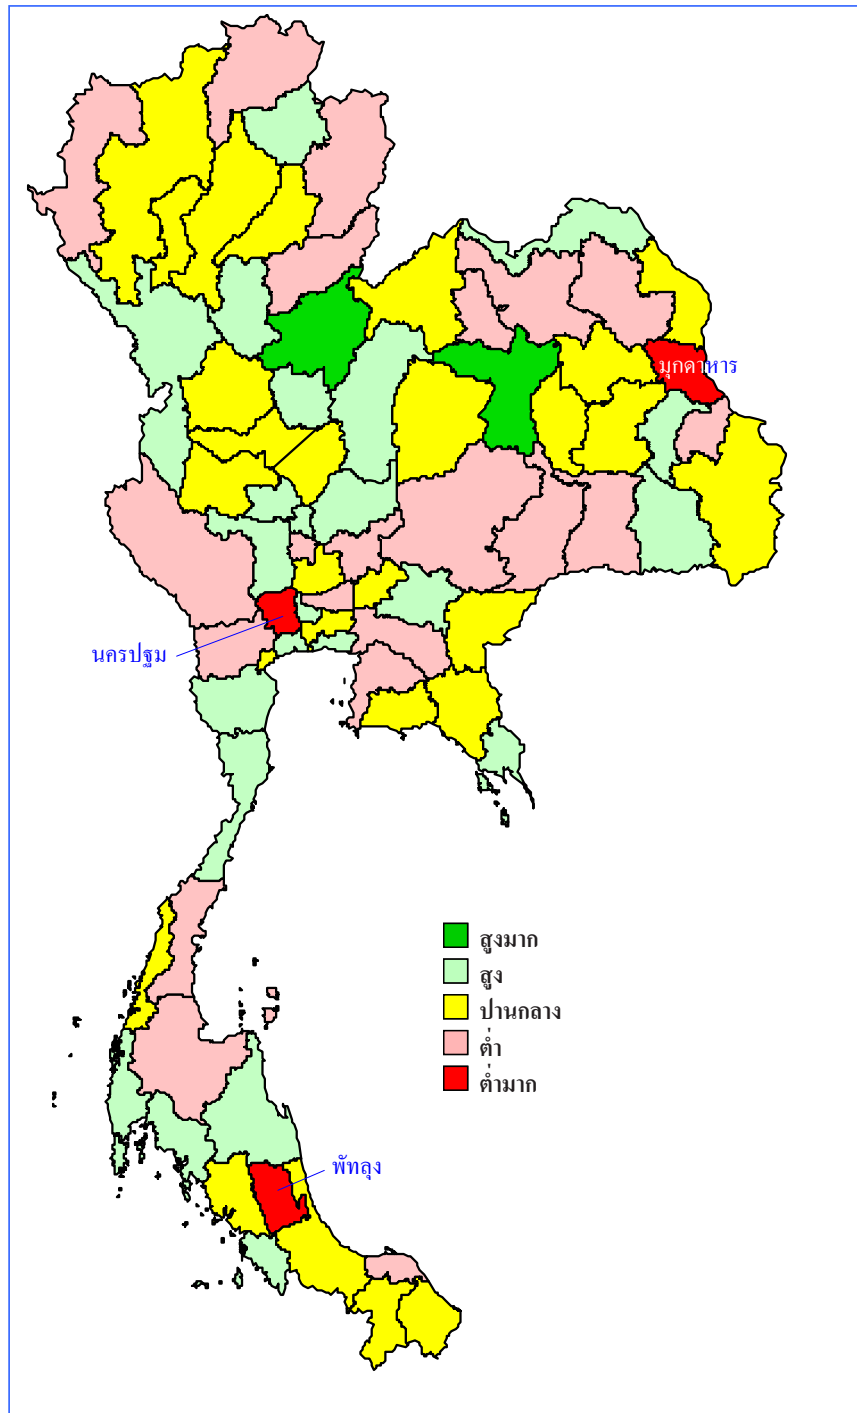 มุกดาหาร
นครปฐม
สูงมาก
สูง
ปานกลาง
ต่ำ
ต่ำมาก
พัทลุง